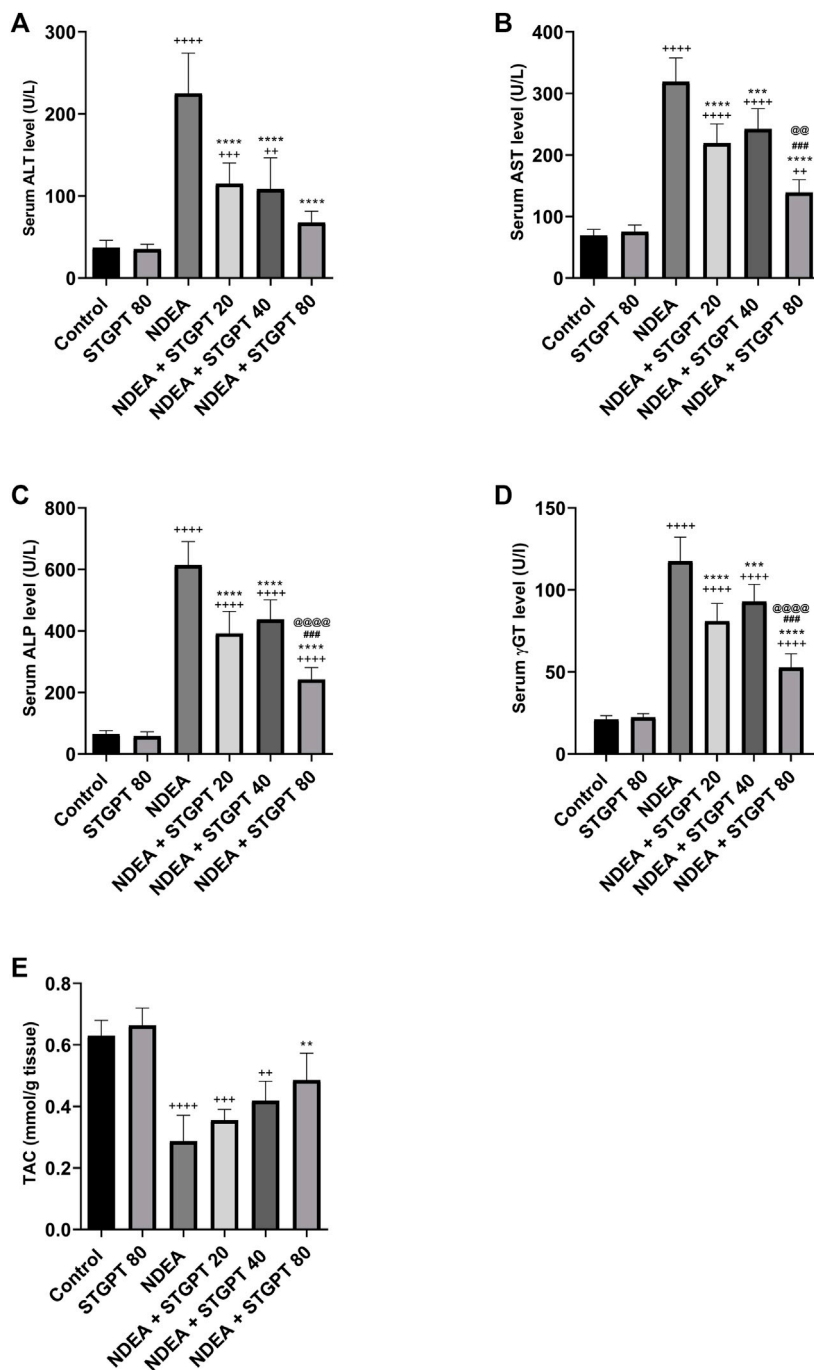 A
Serum ALT level (U/L)
300
200
100
0
++++
****
+++
****
++
****
Control
STGPT 80
NDEA
NDEA + STGPT 20
NDEA + STGPT 40
NDEA + STGPT 80
B
Serum AST level (U/L)
400
300
200
100
0
++++
****
++++
***
++++
@@
###
****
++
Control
STGPT 80
NDEA
NDEA + STGPT 20
NDEA + STGPT 40
NDEA + STGPT 80
C
Serum ALP level (U/L)
800
600
400
200
0
++++
****
++++
****
++++
@@@@
###
****
++++
Control
STGPT 80
NDEA
NDEA + STGPT 20
NDEA + STGPT 40
NDEA + STGPT 80
D
Serum γGT level (U/l)
150
100
50
0
++++
****
++++
***
++++
@@@@
###
****
++++
Control
STGPT 80
NDEA
NDEA + STGPT 20
NDEA + STGPT 40
NDEA + STGPT 80
E
TAC (mmol/g tissue)
0.8
0.6
0.4
0.2
0.0
++++
+++
++
**
Control
STGPT 80
NDEA
NDEA + STGPT 20
NDEA + STGPT 40
NDEA + STGPT 80